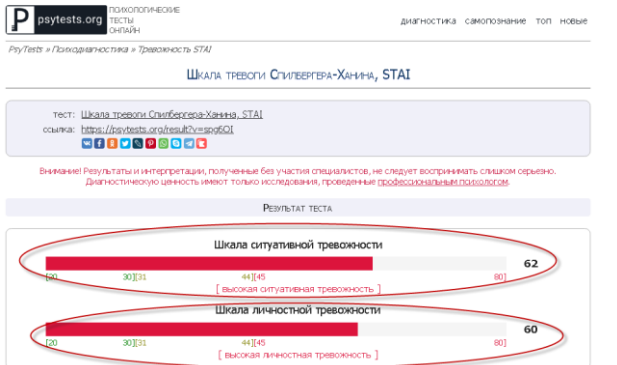 P psytests.org ПСИХОЛОГИЧЕСКИЕ ТЕСТЫ ОНЛАЙН
диагностика самопознание топ новые
PsyTests » Психодиагностика » Тревожность STAI
Шкала тревоги Спилбергера-Ханина, STAI
тест: Шкала тревоги Спилбергера-Ханина, STAI
ссылка: https://psytests.org/result?v=spg6OI
Внимание! Результаты и интерпретации, полученные без участия специалистов, не следует воспринимать слишком серьезно.
Диагностическую ценность имеют только исследования, проведенные профессиональным психологом.
Результат теста
Шкала ситуативной тревожности
62
[20 30][31 44][45 80]
[ высокая ситуативная тревожность ]
Шкала личностной тревожности
60
[20 30][31 44][45 80]
[ высокая личностная тревожность ]